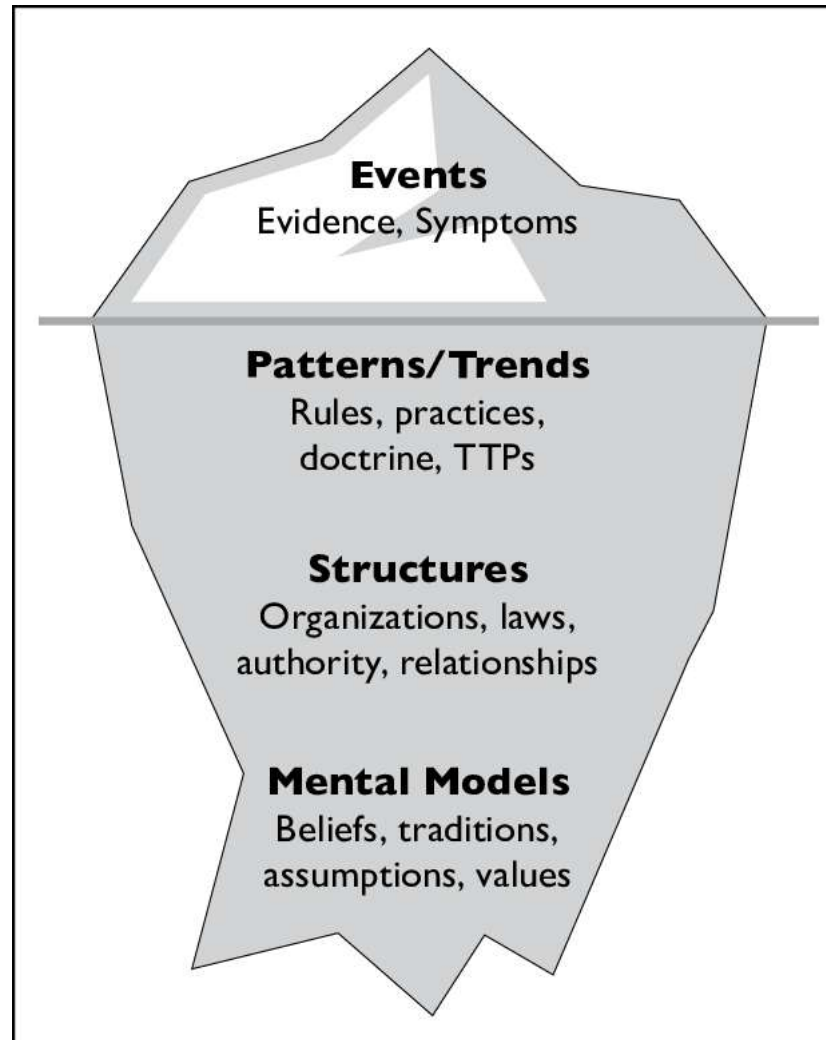 Events
Evidence, Symptoms
Patterns/Trends
Rules, practices,
doctrine, TTPs
Structures
Organizations, laws,
authority, relationships
Mental Models
Beliefs, traditions,
assumptions, values